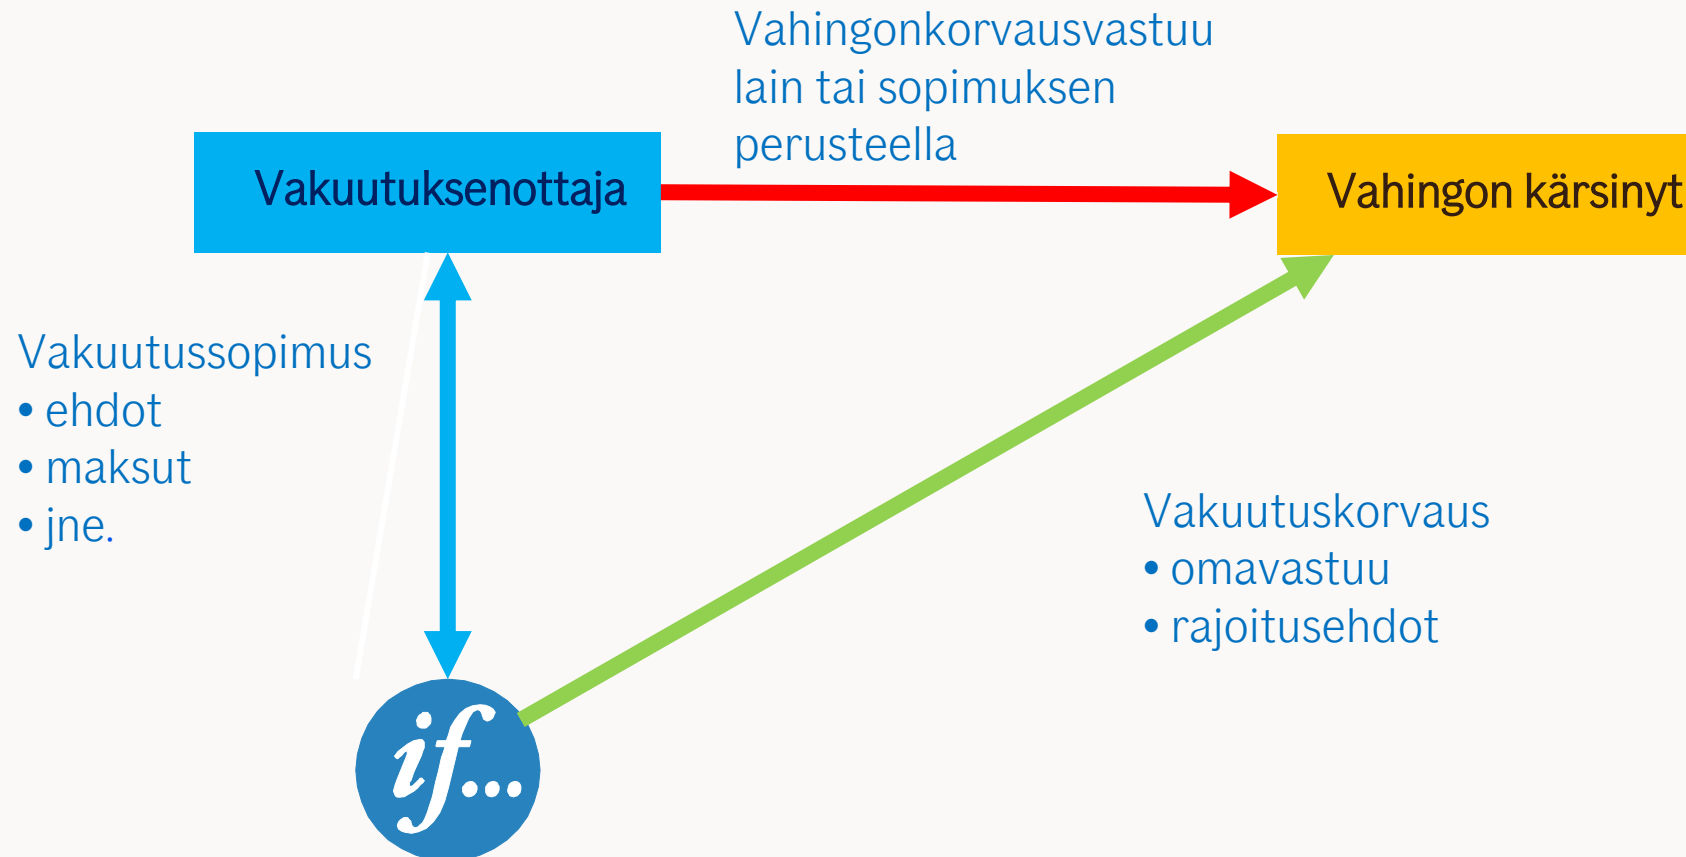 Vahingonkorvausvastuu
lain tai sopimuksen
perusteella
Vakuutuksenottaja
Vahingon kärsinyt
Vakuutussopimus
• ehdot
• maksut
• jne.
Vakuutuskorvaus
• omavastuu
• rajoitusehdot
if...